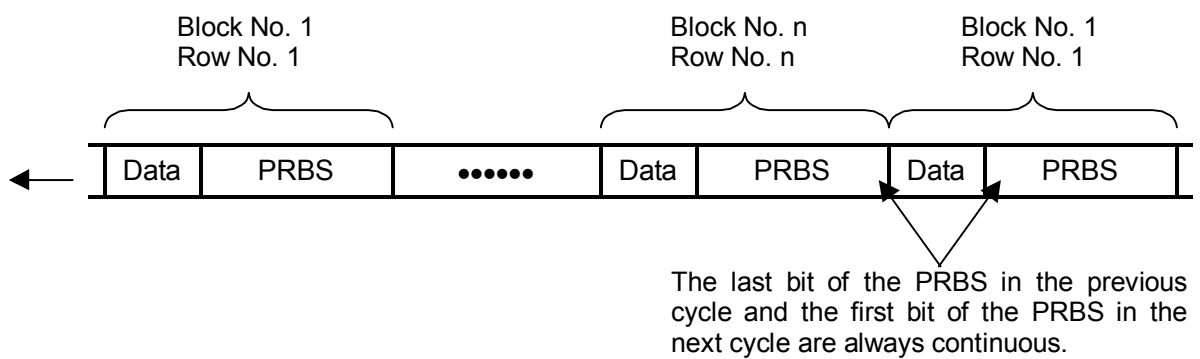 Block No. 1
Row No. 1
Block No. n
Row No. n
Block No. 1
Row No. 1
Data PRBS •••••• Data PRBS Data PRBS
The last bit of the PRBS in the previous
cycle and the first bit of the PRBS in the
next cycle are always continuous.